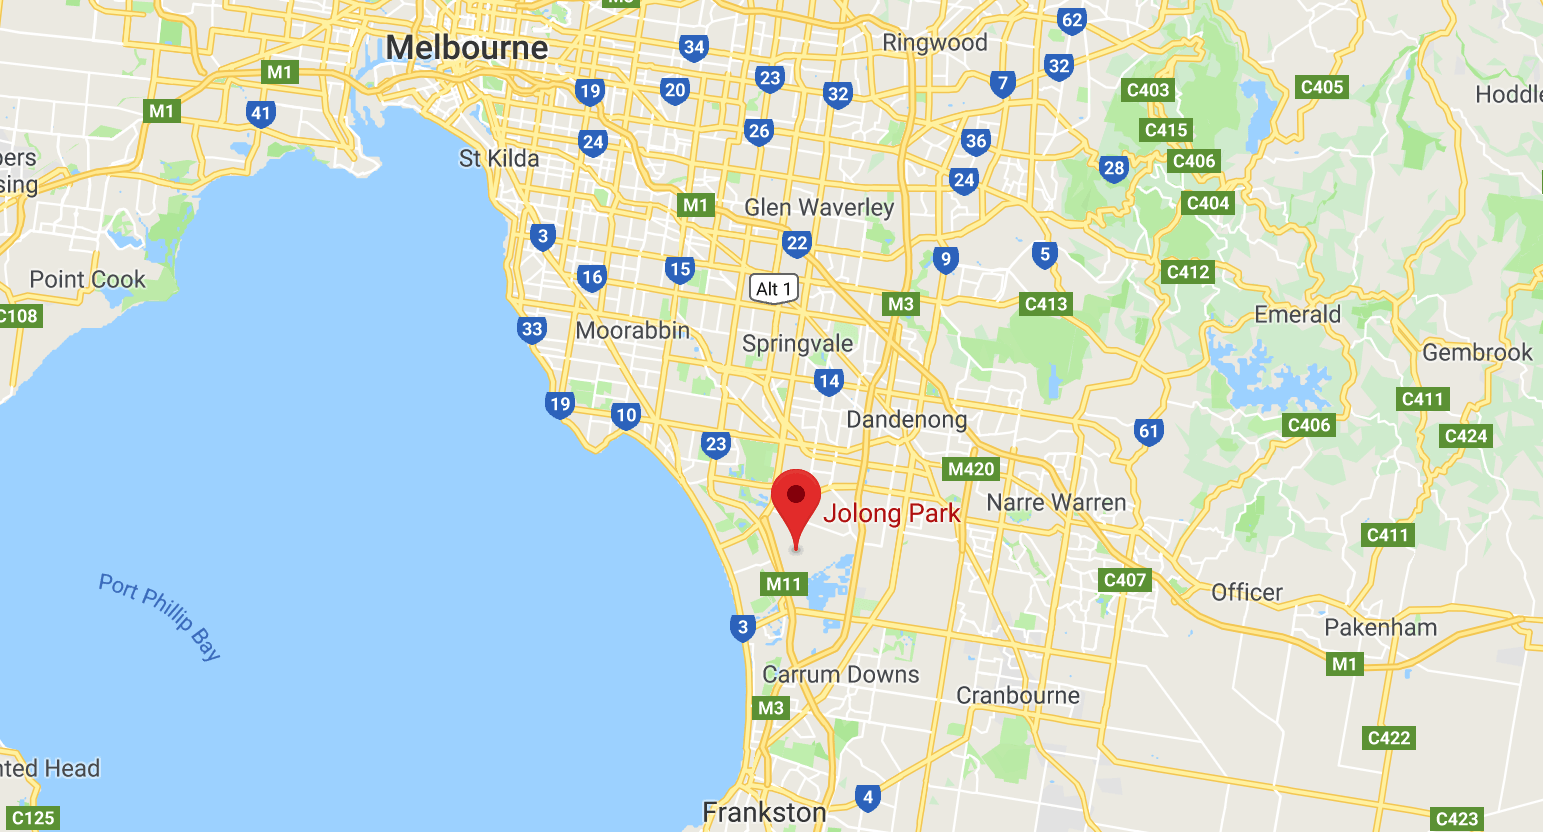 62
Melbourne
34
Ringwood
M1
19
20
23
32
7
32
C403
C405
Hoddle
M1
41
26
C415
24
36
St Kilda
C406
28
24
M1
Glen Waverley
C404
3
22
9
5
Point Cook
16
15
Alt 1
C412
C108
M3
C413
Emerald
33
Moorabbin
Springvale
Gembrook
14
19
10
Dandenong
C411
61
C406
C424
23
M420
Narre Warren
Jolong Park
C411
Port Phillip Bay
M11
C407
Officer
3
Pakenham
M1
Carrum Downs
Cranbourne
M3
C422
nted Head
4
Frankston
C125
C423